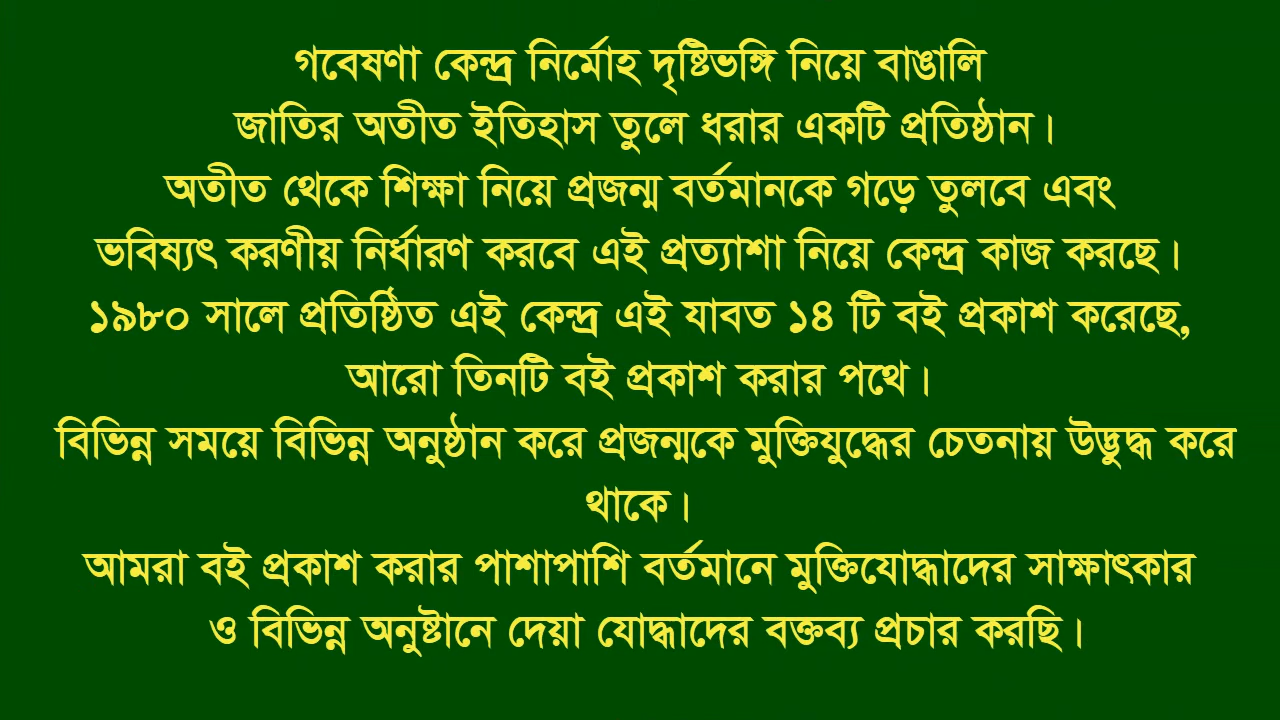 গবেষণা কেন্দ্র নির্মোহ দৃষ্টিভঙ্গি নিয়ে বাঙালি
জাতির অতীত ইতিহাস তুলে ধরার একটি প্রতিষ্ঠান।
অতীত থেকে শিক্ষা নিয়ে প্রজন্ম বর্তমানকে গড়ে তুলবে এবং
ভবিষ্যৎ করণীয় নির্ধারণ করবে এই প্রত্যাশা নিয়ে কেন্দ্র কাজ করছে।
১৯৮০ সালে প্রতিষ্ঠিত এই কেন্দ্র এই যাবত ১৪ টি বই প্রকাশ করেছে,
আরো তিনটি বই প্রকাশ করার পথে।
বিভিন্ন সময়ে বিভিন্ন অনুষ্ঠান করে প্রজন্মকে মুক্তিযুদ্ধের চেতনায় উদ্ভুদ্ধ করে
থাকে।
আমরা বই প্রকাশ করার পাশাপাশি বর্তমানে মুক্তিযোদ্ধাদের সাক্ষাৎকার
ও বিভিন্ন অনুষ্টানে দেয়া যোদ্ধাদের বক্তব্য প্রচার করছি।